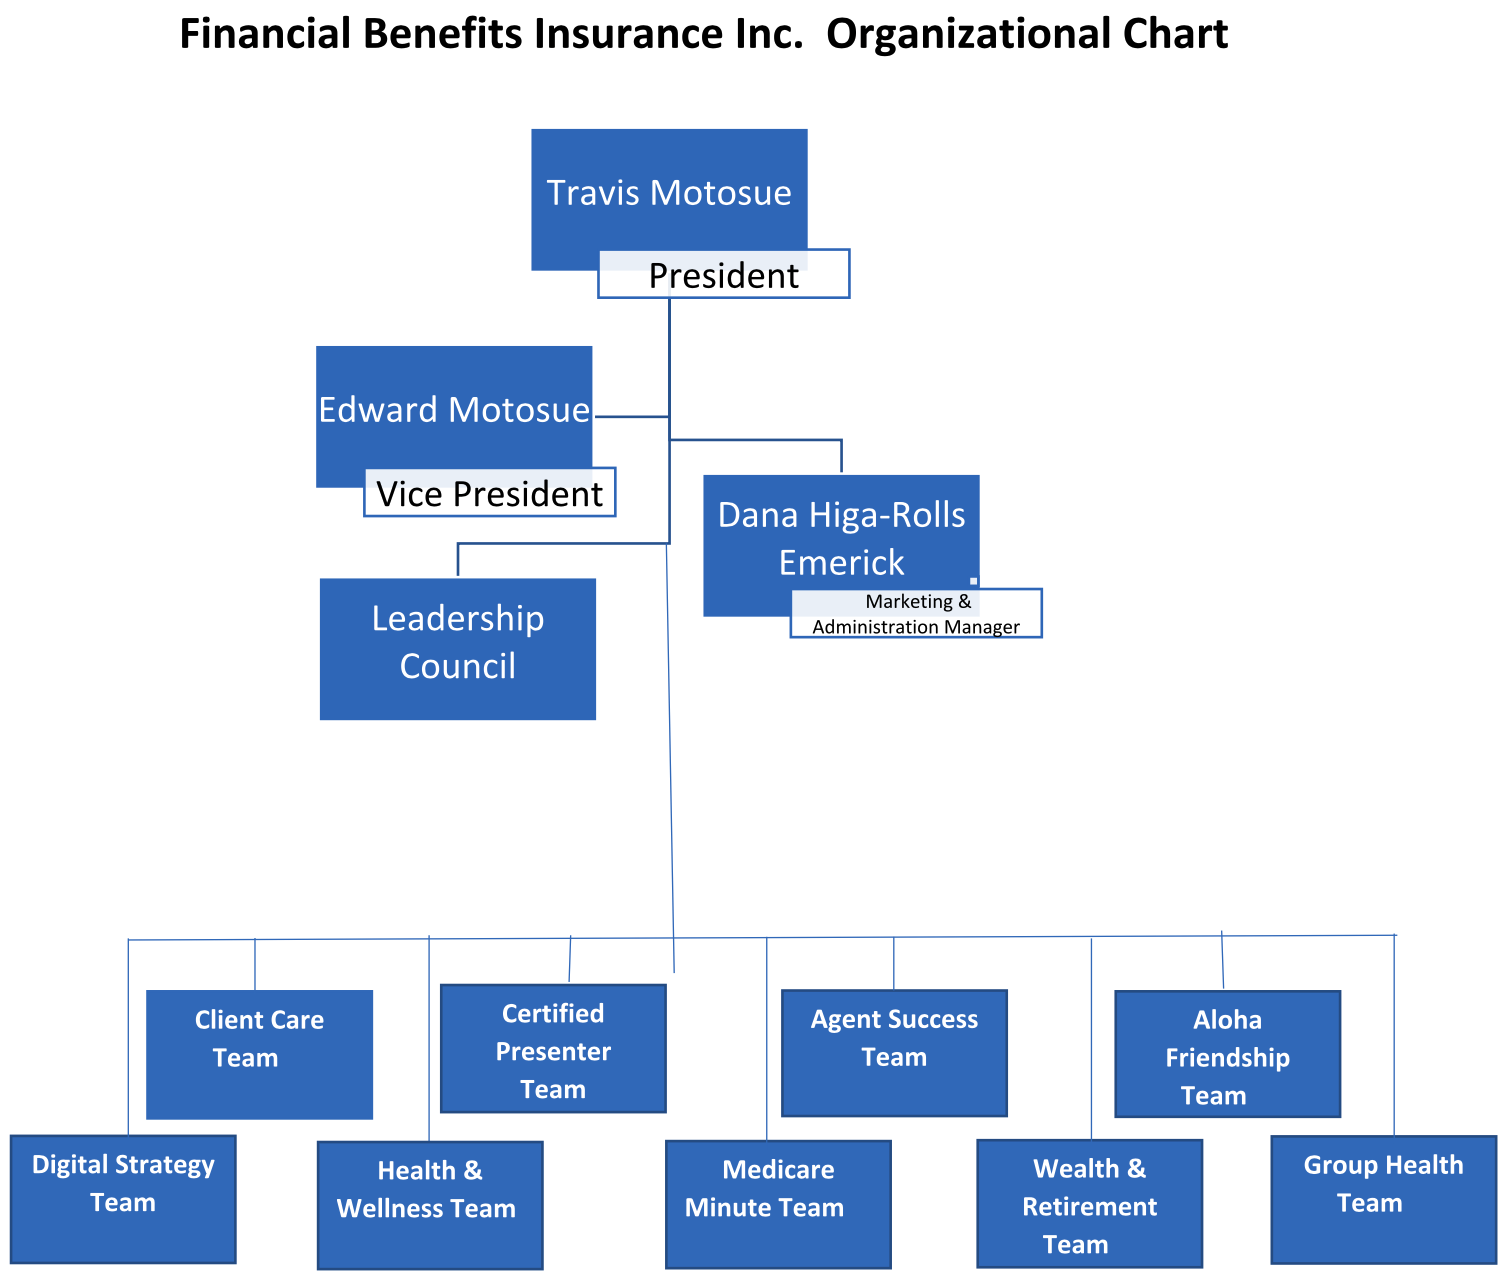 Financial Benefits Insurance Inc.  Organizational Chart
Travis Motosue
President
Edward Motosue
Vice President
Dana Higa-Rolls
Emerick
Marketing &
Administration Manager
Leadership
Council
Client Care
Team
Certified
Presenter
Team
Agent Success
Team
Aloha
Friendship
Team
Digital Strategy
Team
Health &
Wellness Team
Medicare
Minute Team
Wealth &
Retirement
Team
Group Health
Team